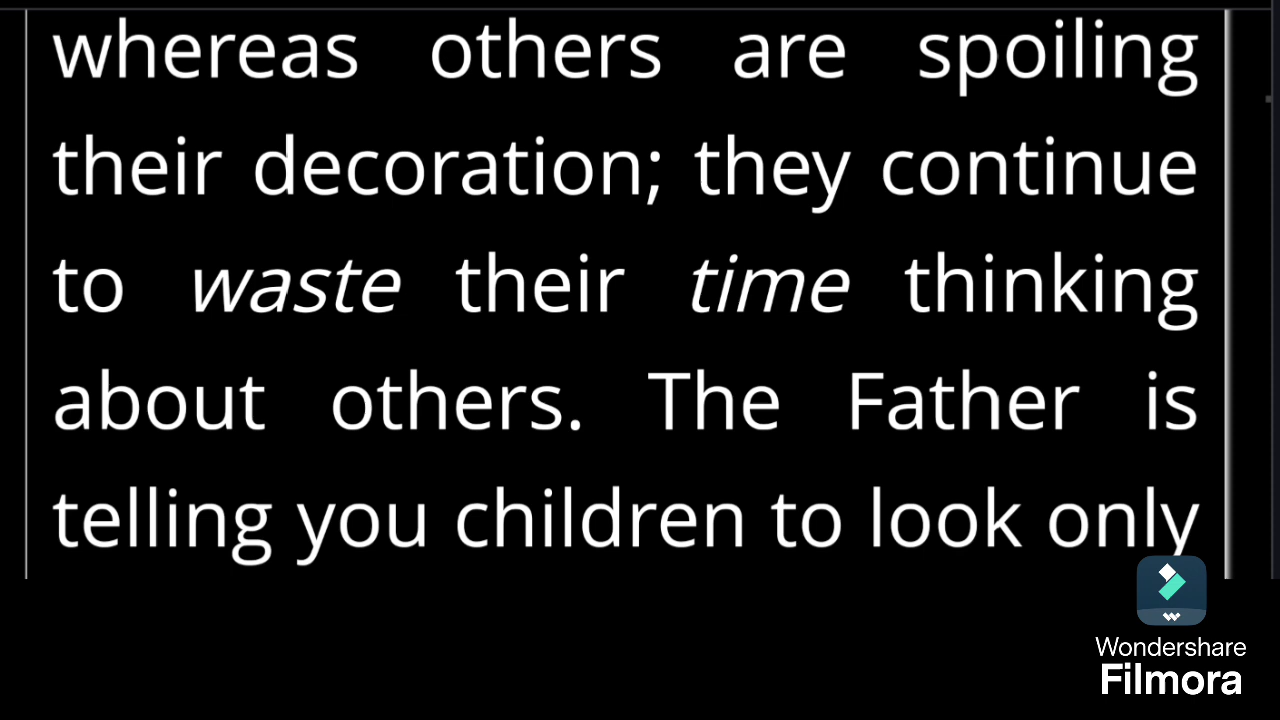 whereas others are spoiling
their decoration; they continue
to waste their time thinking
about others. The Father is
telling you children to look only
Wondershare
Filmora